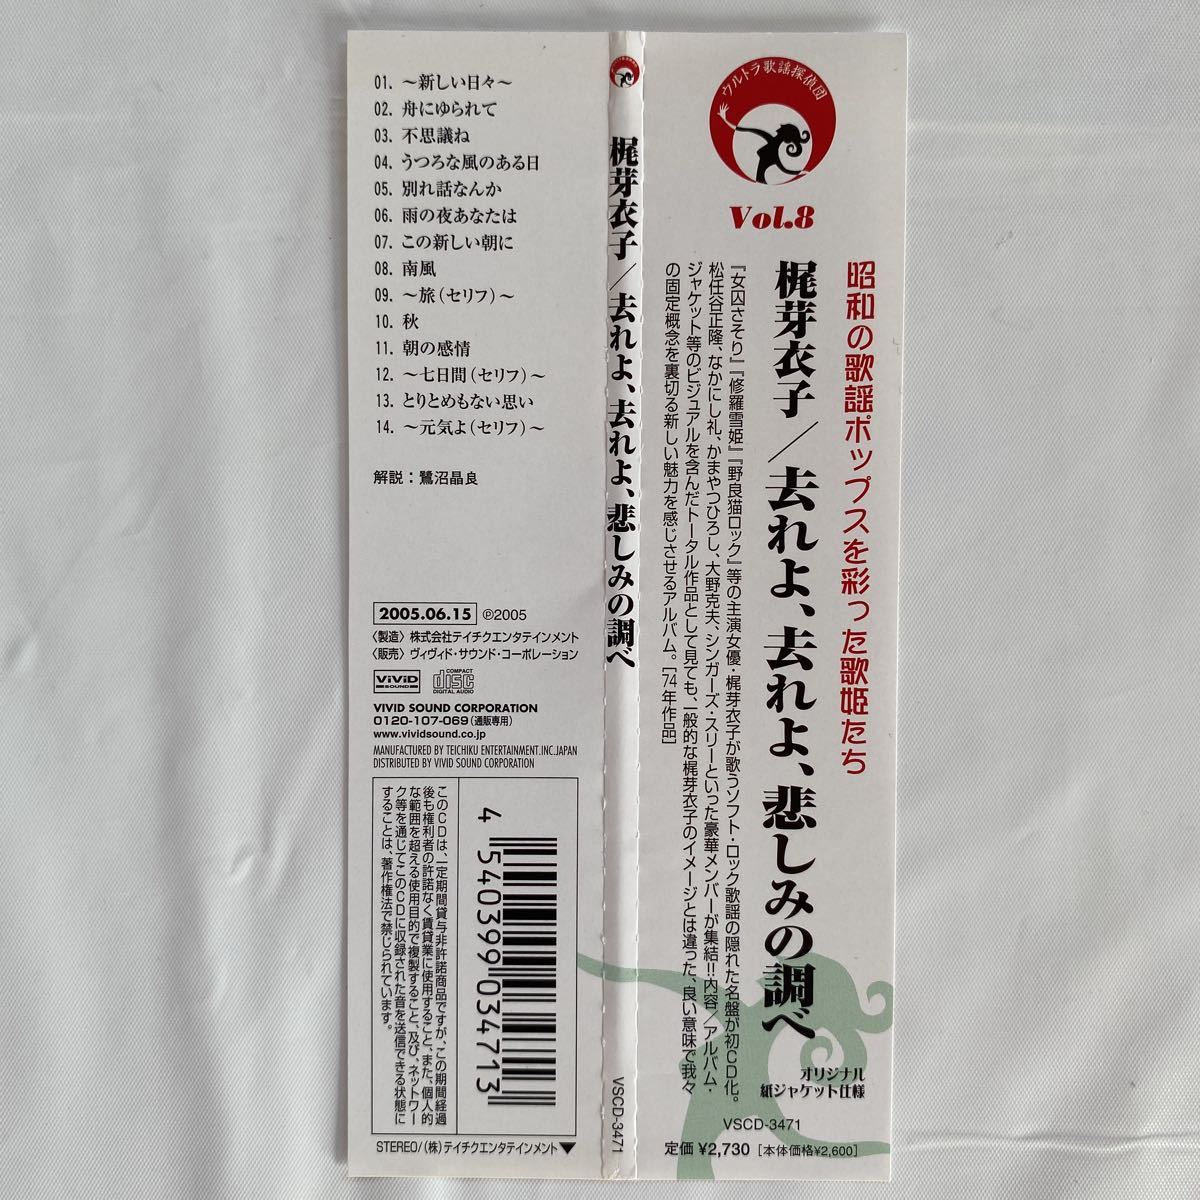 01. ～新しい日々～
02. 舟にゆられて
03. 不思議ね
04. うつろな風のある日
05. 別れ話なんか
06. 雨の夜あなたは
07. この新しい朝に
08. 南風
09. ～旅（セリフ）～
10. 秋
11. 朝の感情
12. ～七日間（セリフ）～
13. とりとめもない思い
14. ～元気よ（セリフ）～
解説：鷺沼晶良
2005.06.15 ℗2005
〈製造〉株式会社テイチクエンタテインメント
〈販売〉ヴィヴィド・サウンド・コーポレーション
ViViD SOUND
COMPACT disc DIGITAL AUDIO
VIVID SOUND CORPORATION
0120-107-069（通販専用）
www.vividsound.co.jp
MANUFACTURED BY TEICHIKU ENTERTAINMENT.INC.JAPAN
DISTRIBUTED BY VIVID SOUND CORPORATION
このCDは、一定期間貸与非許諾商品ですが、この期間経過
後も権利者の許諾なく賃貸業に使用すること、また、個人的
な範囲を超える使用目的で複製すること、及び、ネットワー
ク等を通じてこのCDに収録された音を送信できる状態に
することは、著作権法で禁じられています。
4 540399 034713
STEREO/（株）テイチクエンタテインメント▼
梶芽衣子／去れよ、去れよ、悲しみの調べ
VSCD-3471
ウルトラ歌謡探偵団
Vol.8
昭和の歌謡ポップスを彩った歌姫たち
梶芽衣子／去れよ、去れよ、悲しみの調べ
『女囚さそり』『修羅雪姫』『野良猫ロック』等の主演女優・梶芽衣子が歌うソフト・ロック歌謡の隠れた名盤が初CD化。
松任谷正隆、なかにし礼、かまやつひろし、大野克夫、シンガーズ・スリーといった豪華メンバーが集結!!内容／アルバム・
ジャケット等のビジュアルを含んだトータル作品として見ても、一般的な梶芽衣子のイメージとは違った、良い意味で我々
の固定概念を裏切る新しい魅力を感じさせるアルバム。［74年作品］
オリジナル
紙ジャケット仕様
VSCD-3471
定価 ¥2,730［本体価格¥2,600］